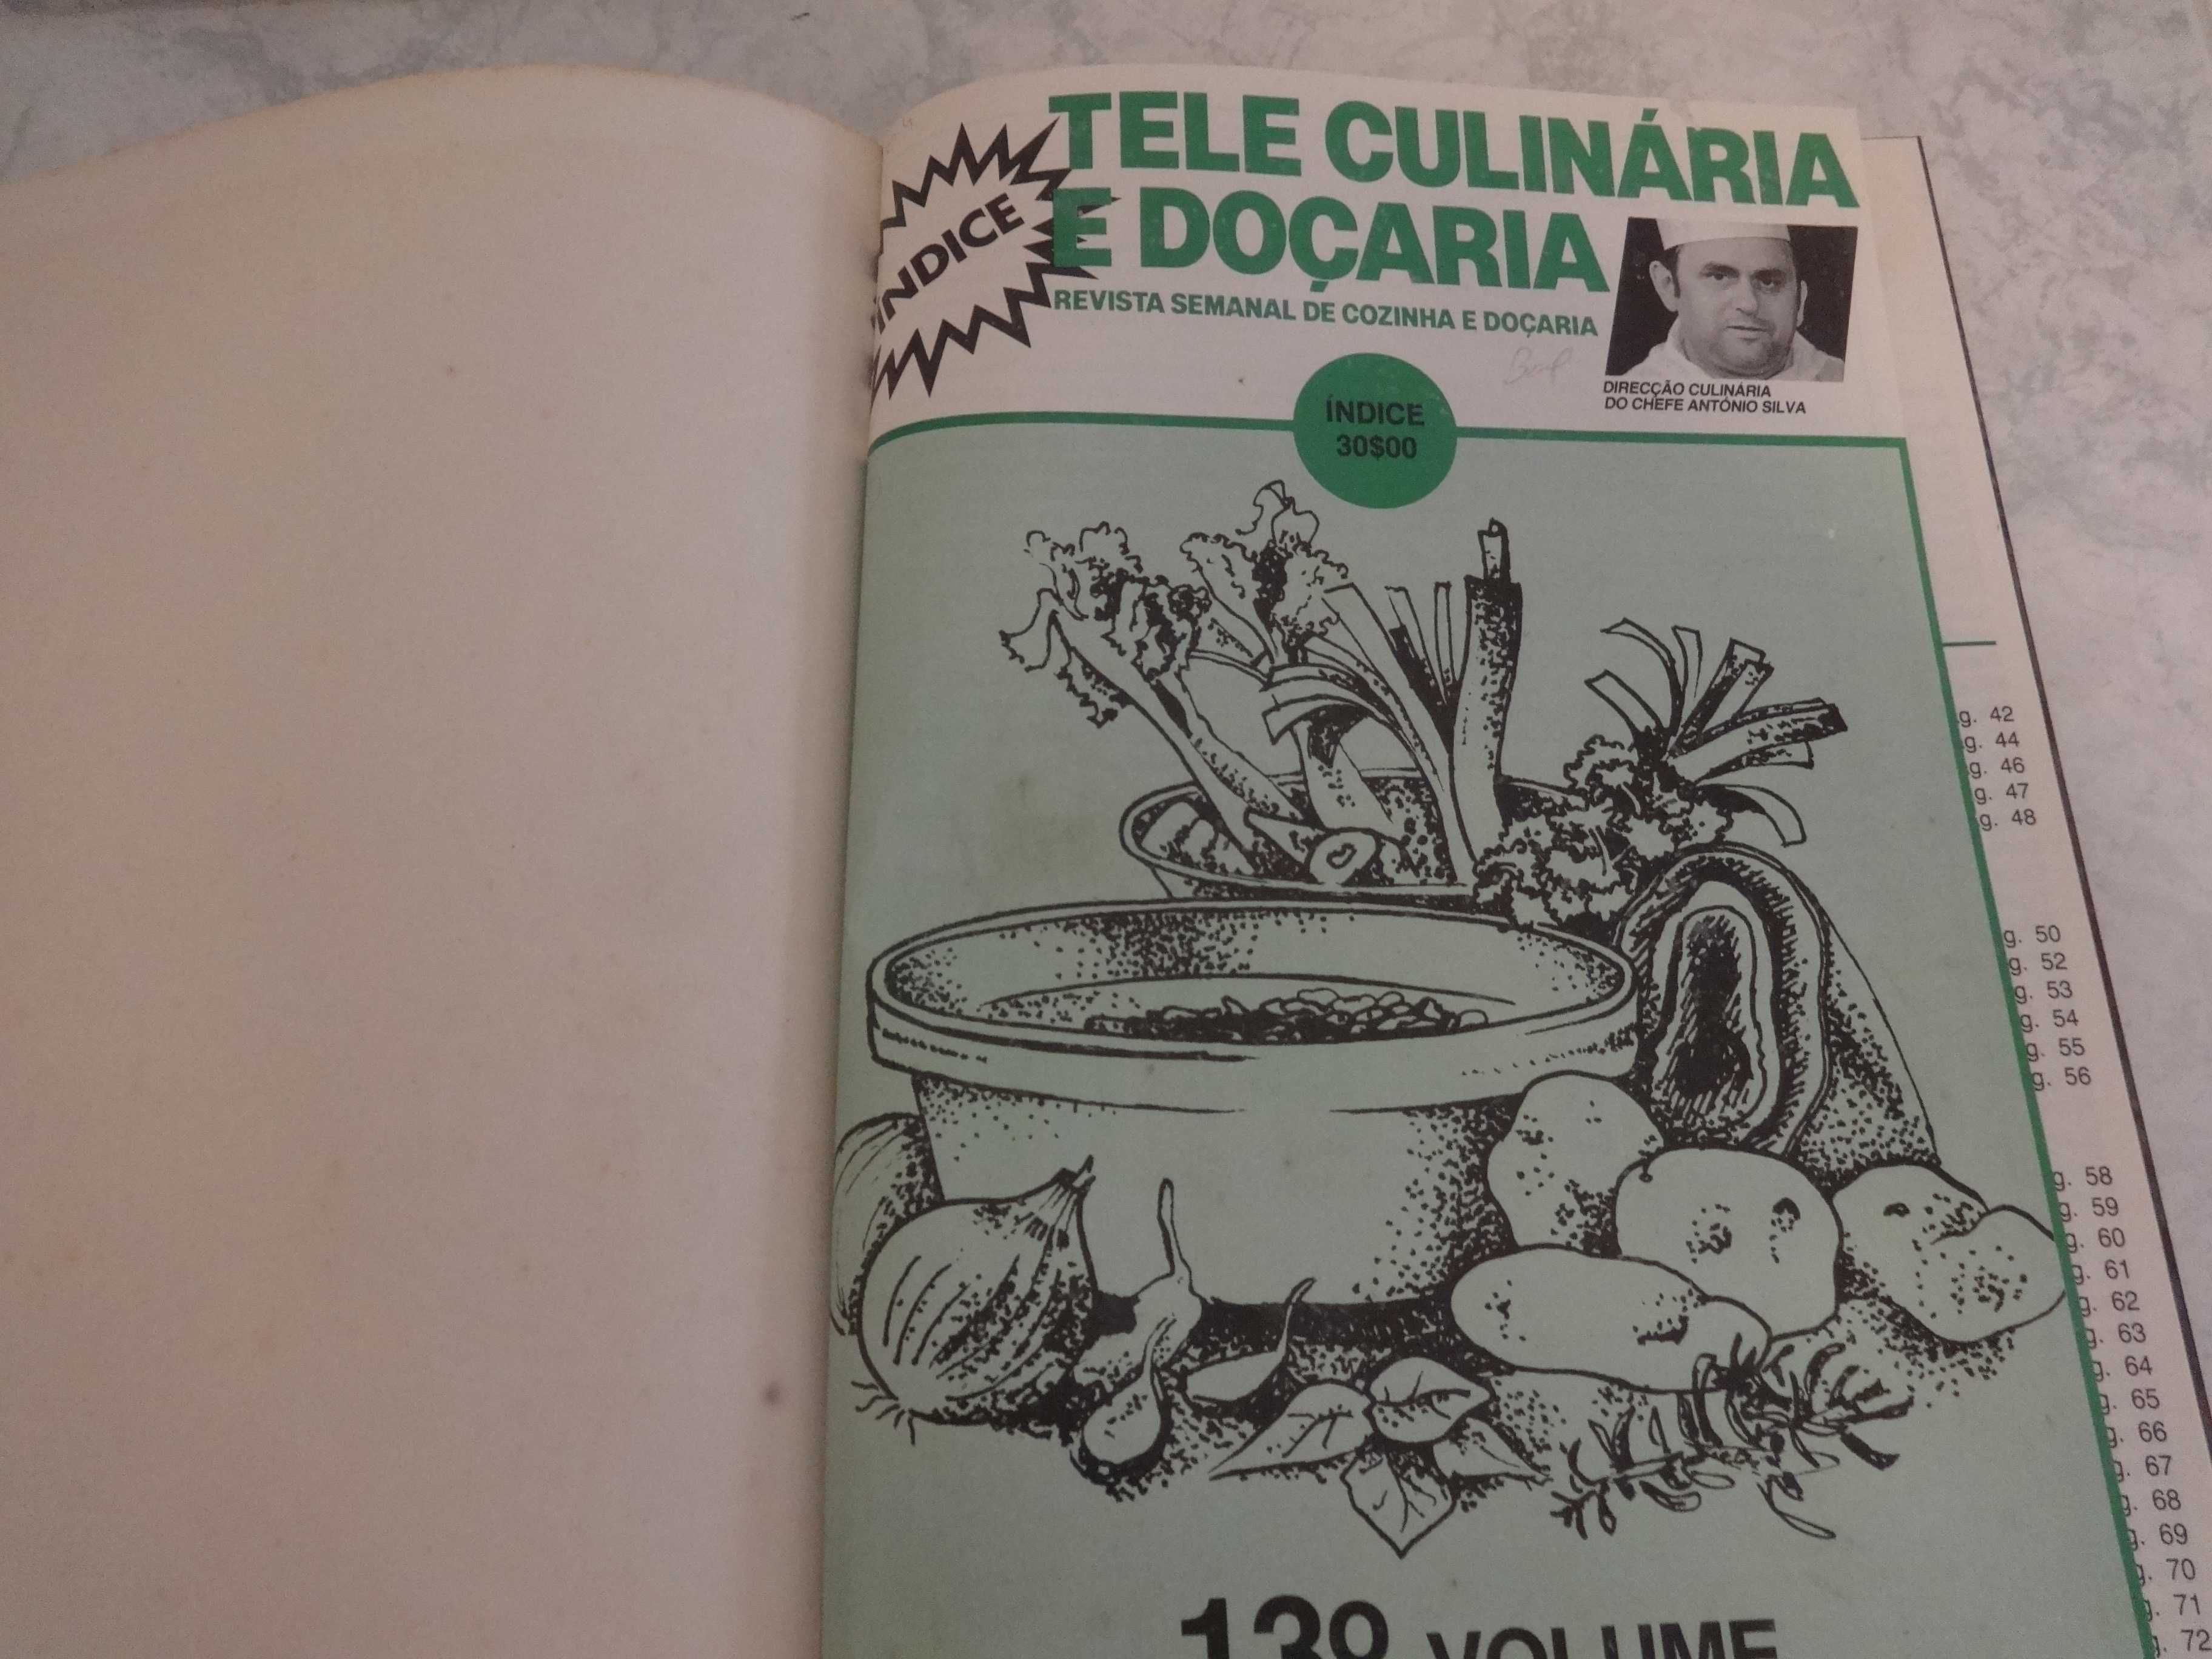 ÍNDICE
TELE CULINÁRIA
E DOÇARIA
REVISTA SEMANAL DE COZINHA E DOÇARIA
DIRECÇÃO CULINÁRIA
DO CHEFE ANTÓNIO SILVA
ÍNDICE
30$00
13º VOLUME
g. 42
g. 44
g. 46
g. 47
g. 48
g. 50
g. 52
g. 53
g. 54
g. 55
g. 56
g. 58
g. 59
g. 60
g. 61
g. 62
g. 63
g. 64
g. 65
g. 66
g. 67
g. 68
g. 69
g. 70
g. 71
g. 72